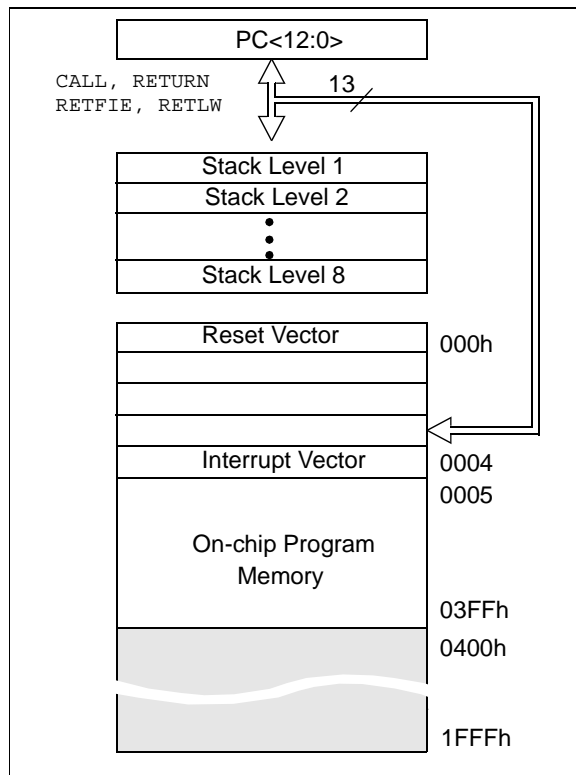 PC<12:0>
CALL, RETURN
RETFIE, RETLW
13
Stack Level 1
Stack Level 2
Stack Level 8
Reset Vector
000h
Interrupt Vector
0004
0005
On-chip Program
Memory
03FFh
0400h
1FFFh